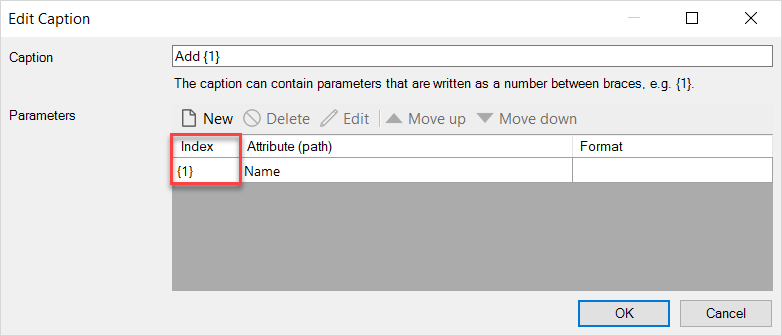 Edit Caption
Caption
Add {1}
The caption can contain parameters that are written as a number between braces, e.g. {1}.
Parameters
New Delete Edit Move up Move down
Index Attribute (path) Format
{1} Name
OK Cancel